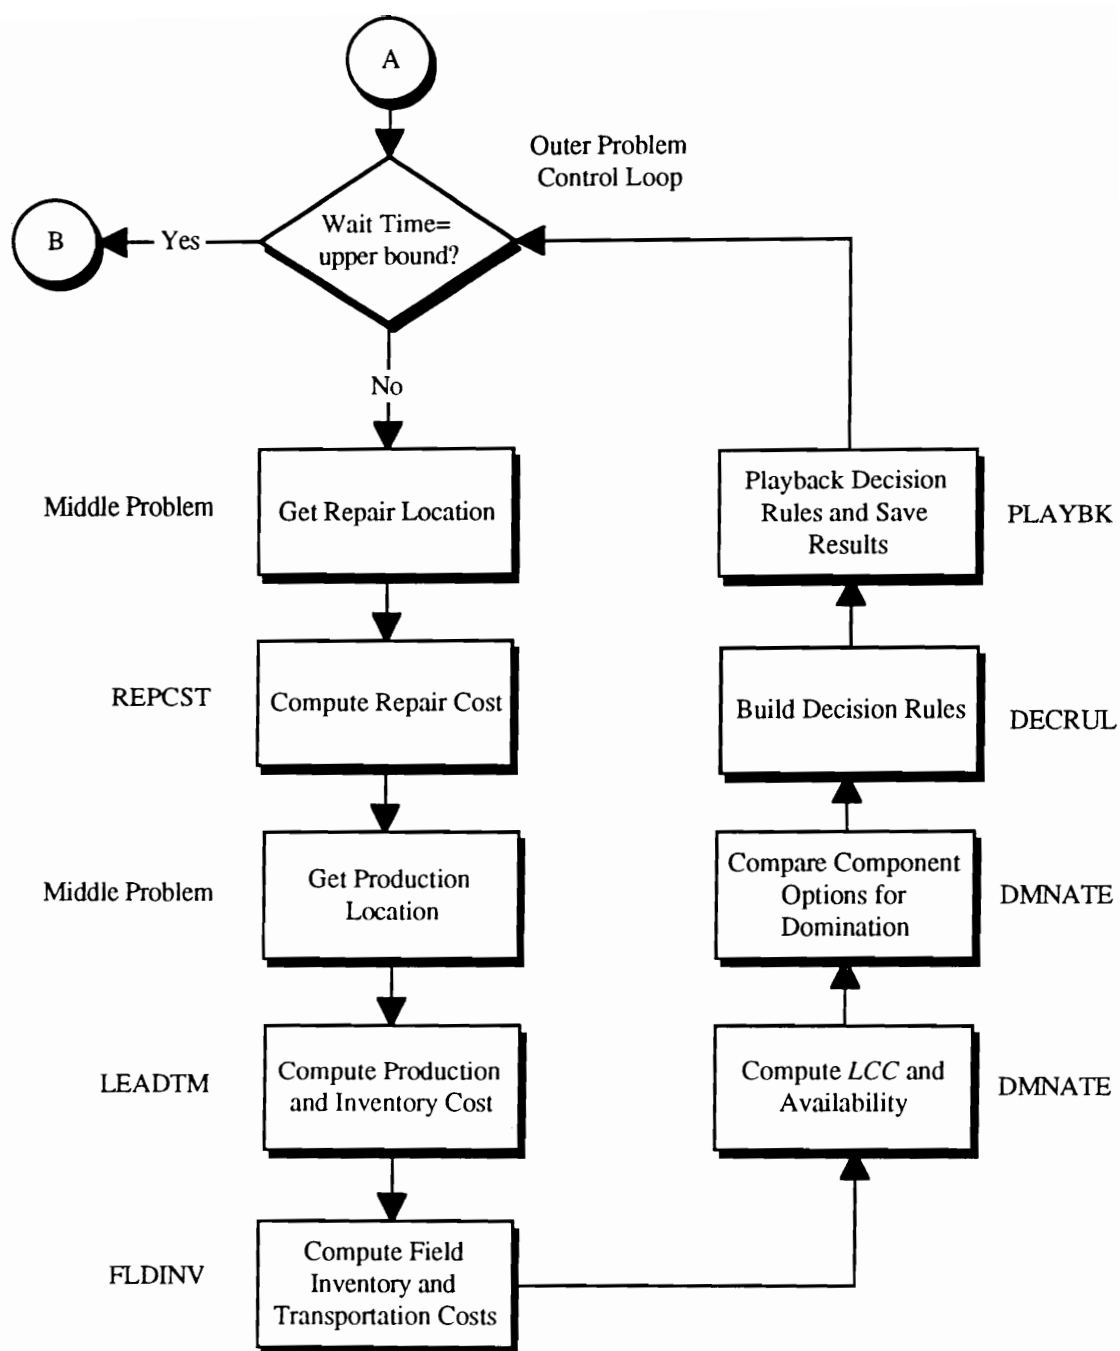 A
Outer Problem
Control Loop
Wait Time=
upper bound?
Yes
B
No
Middle Problem
Get Repair Location
REPCST
Compute Repair Cost
Middle Problem
Get Production
Location
LEADTM
Compute Production
and Inventory Cost
FLDINV
Compute Field
Inventory and
Transportation Costs
Compute LCC and
Availability
DMNATE
Compare Component
Options for
Domination
DMNATE
Build Decision Rules
DECRUL
Playback Decision
Rules and Save
Results
PLAYBK